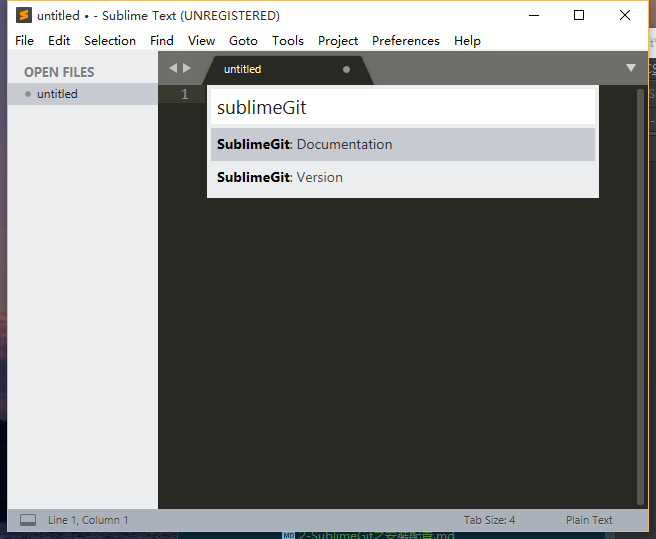 untitled • - Sublime Text (UNREGISTERED)
File Edit Selection Find View Goto Tools Project Preferences Help
OPEN FILES
untitled
untitled
1
sublimeGit
SublimeGit: Documentation
SublimeGit: Version
Line 1, Column 1
Tab Size: 4
Plain Text
MD 2-SublimeGit之安装配置.md